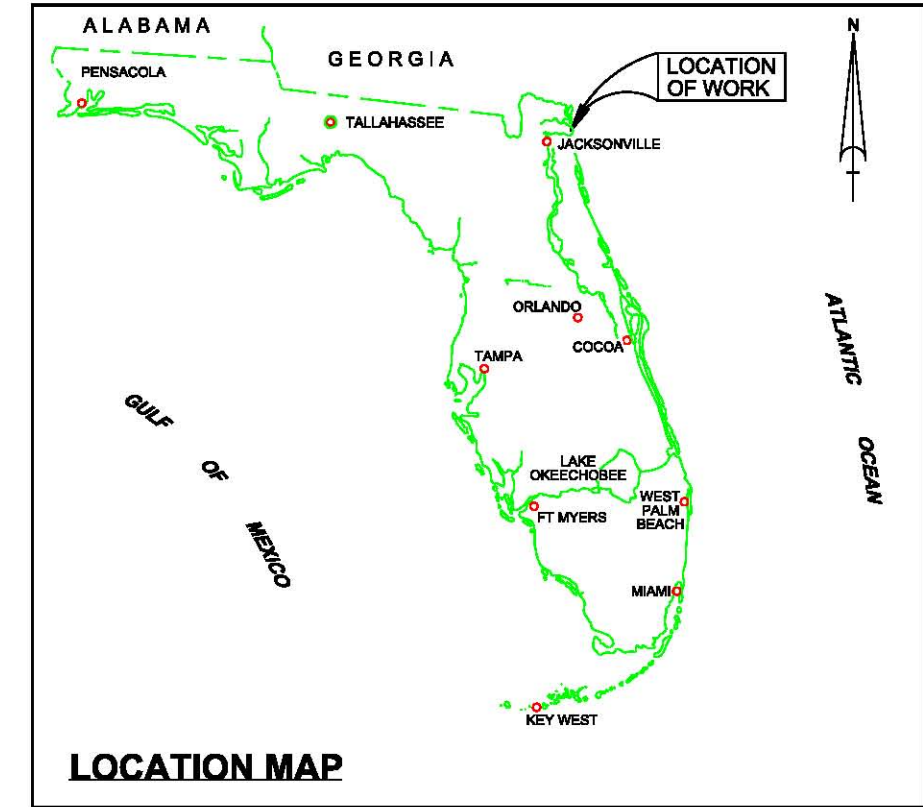 ALABAMA
GEORGIA
N
PENSACOLA
LOCATION
OF WORK
TALLAHASSEE
JACKSONVILLE
ORLANDO
COCOA
TAMPA
ATLANTIC
OCEAN
GULF
OF
MEXICO
LAKE
OKEECHOBEE
WEST
PALM
BEACH
FT MYERS
MIAMI
KEY WEST
LOCATION MAP